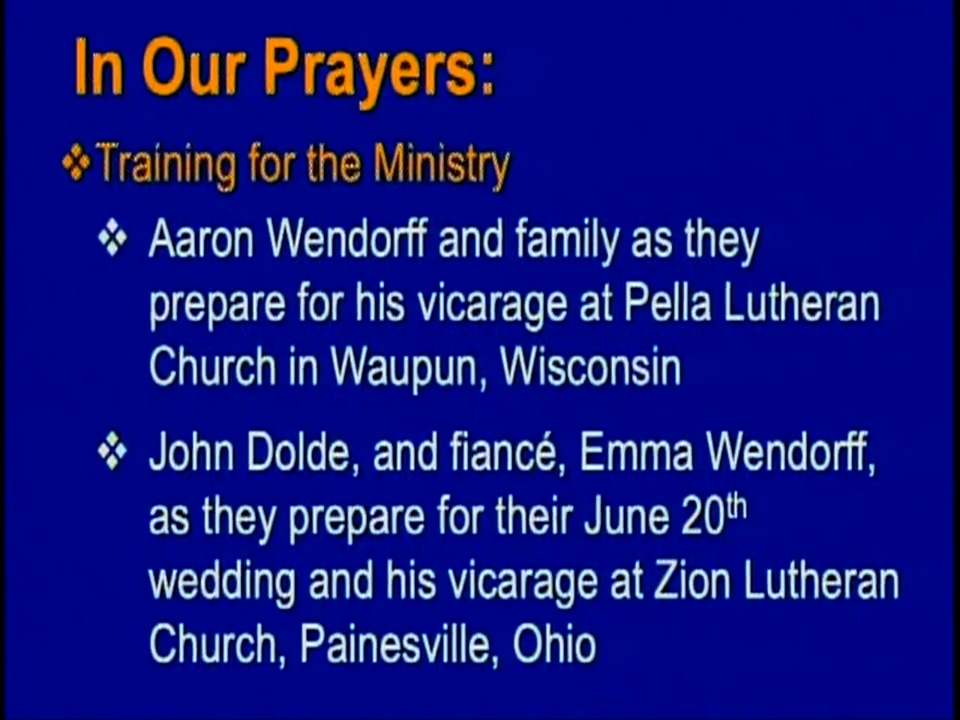 In Our Prayers:
❖Training for the Ministry
❖ Aaron Wendorff and family as they
prepare for his vicarage at Pella Lutheran
Church in Waupun, Wisconsin
❖ John Dolde, and fiancé, Emma Wendorff,
as they prepare for their June 20th
wedding and his vicarage at Zion Lutheran
Church, Painesville, Ohio